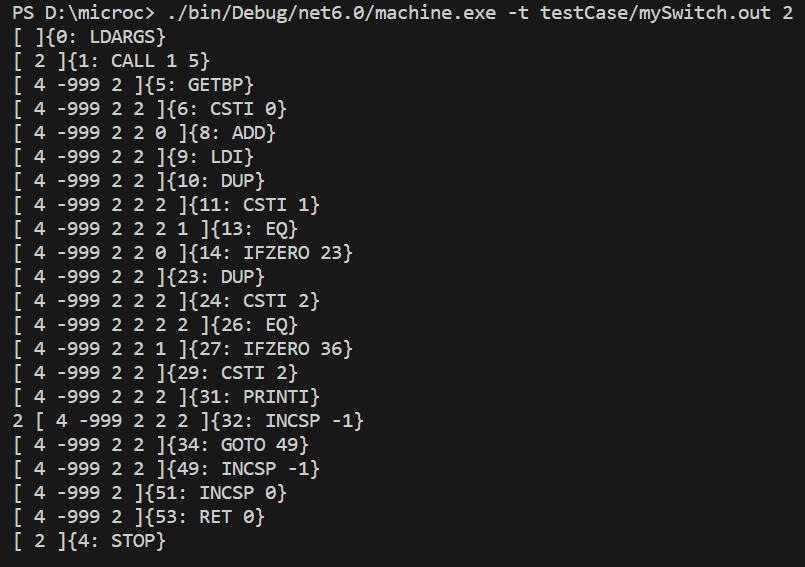 PS D:\microc> ./bin/Debug/net6.0/machine.exe -t testCase/mySwitch.out 2
[ ]{0: LDARGS}
[ 2 ]{1: CALL 1 5}
[ 4 -999 2 ]{5: GETBP}
[ 4 -999 2 2 ]{6: CSTI 0}
[ 4 -999 2 2 0 ]{8: ADD}
[ 4 -999 2 2 ]{9: LDI}
[ 4 -999 2 2 ]{10: DUP}
[ 4 -999 2 2 2 ]{11: CSTI 1}
[ 4 -999 2 2 2 1 ]{13: EQ}
[ 4 -999 2 2 0 ]{14: IFZERO 23}
[ 4 -999 2 2 ]{23: DUP}
[ 4 -999 2 2 2 ]{24: CSTI 2}
[ 4 -999 2 2 2 2 ]{26: EQ}
[ 4 -999 2 2 1 ]{27: IFZERO 36}
[ 4 -999 2 2 ]{29: CSTI 2}
[ 4 -999 2 2 2 ]{31: PRINTI}
2 [ 4 -999 2 2 2 ]{32: INCSP -1}
[ 4 -999 2 2 ]{34: GOTO 49}
[ 4 -999 2 2 ]{49: INCSP -1}
[ 4 -999 2 ]{51: INCSP 0}
[ 4 -999 2 ]{53: RET 0}
[ 2 ]{4: STOP}